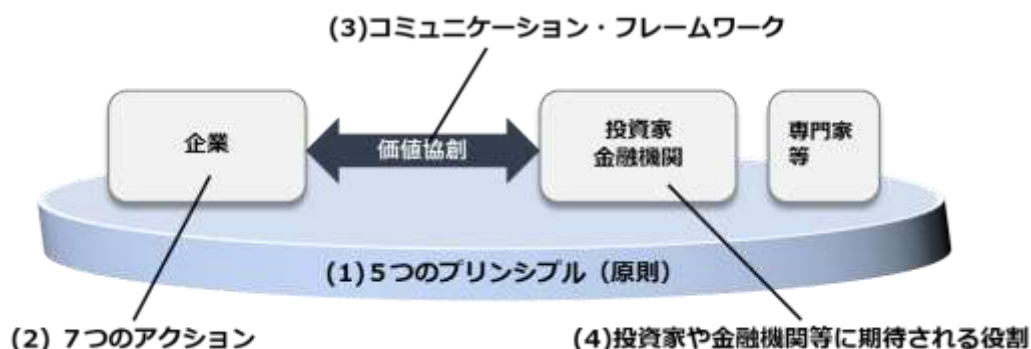 (3)コミュニケーション・フレームワーク
企業
価値協創
投資家
金融機関
専門家
等
(1)５つのプリンシプル（原則）
(2) ７つのアクション
(4)投資家や金融機関等に期待される役割